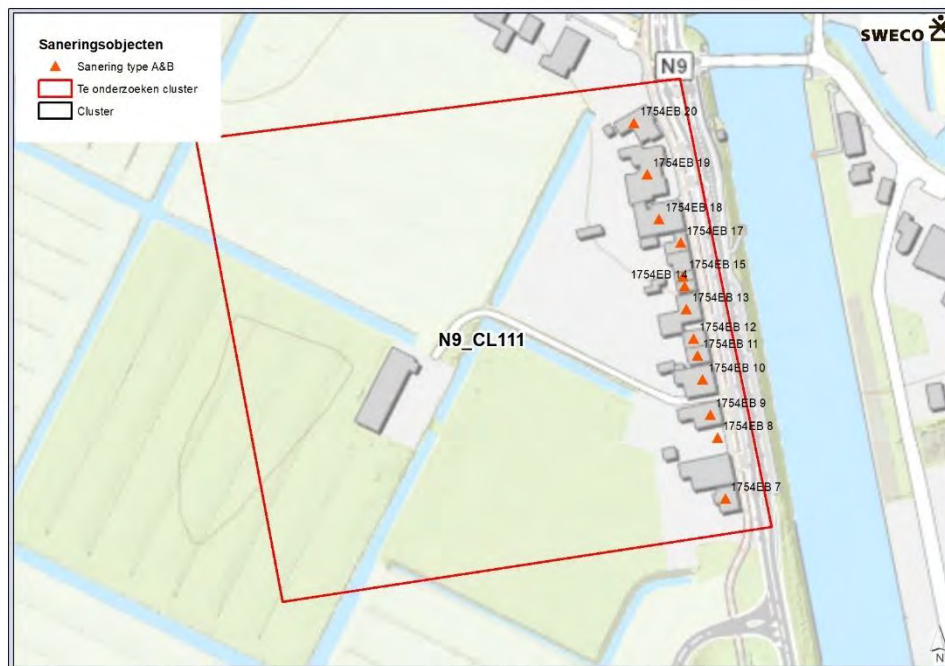 Saneringsobjecten
Sanering type A&B
Te onderzoeken cluster
Cluster
SWECO
N9
1754EB 20
1754EB 19
1754EB 18
1754EB 17
1754EB 15
1754EB 14
1754EB 13
1754EB 12
1754EB 11
1754EB 10
1754EB 9
1754EB 8
1754EB 7
N9_CL111
N